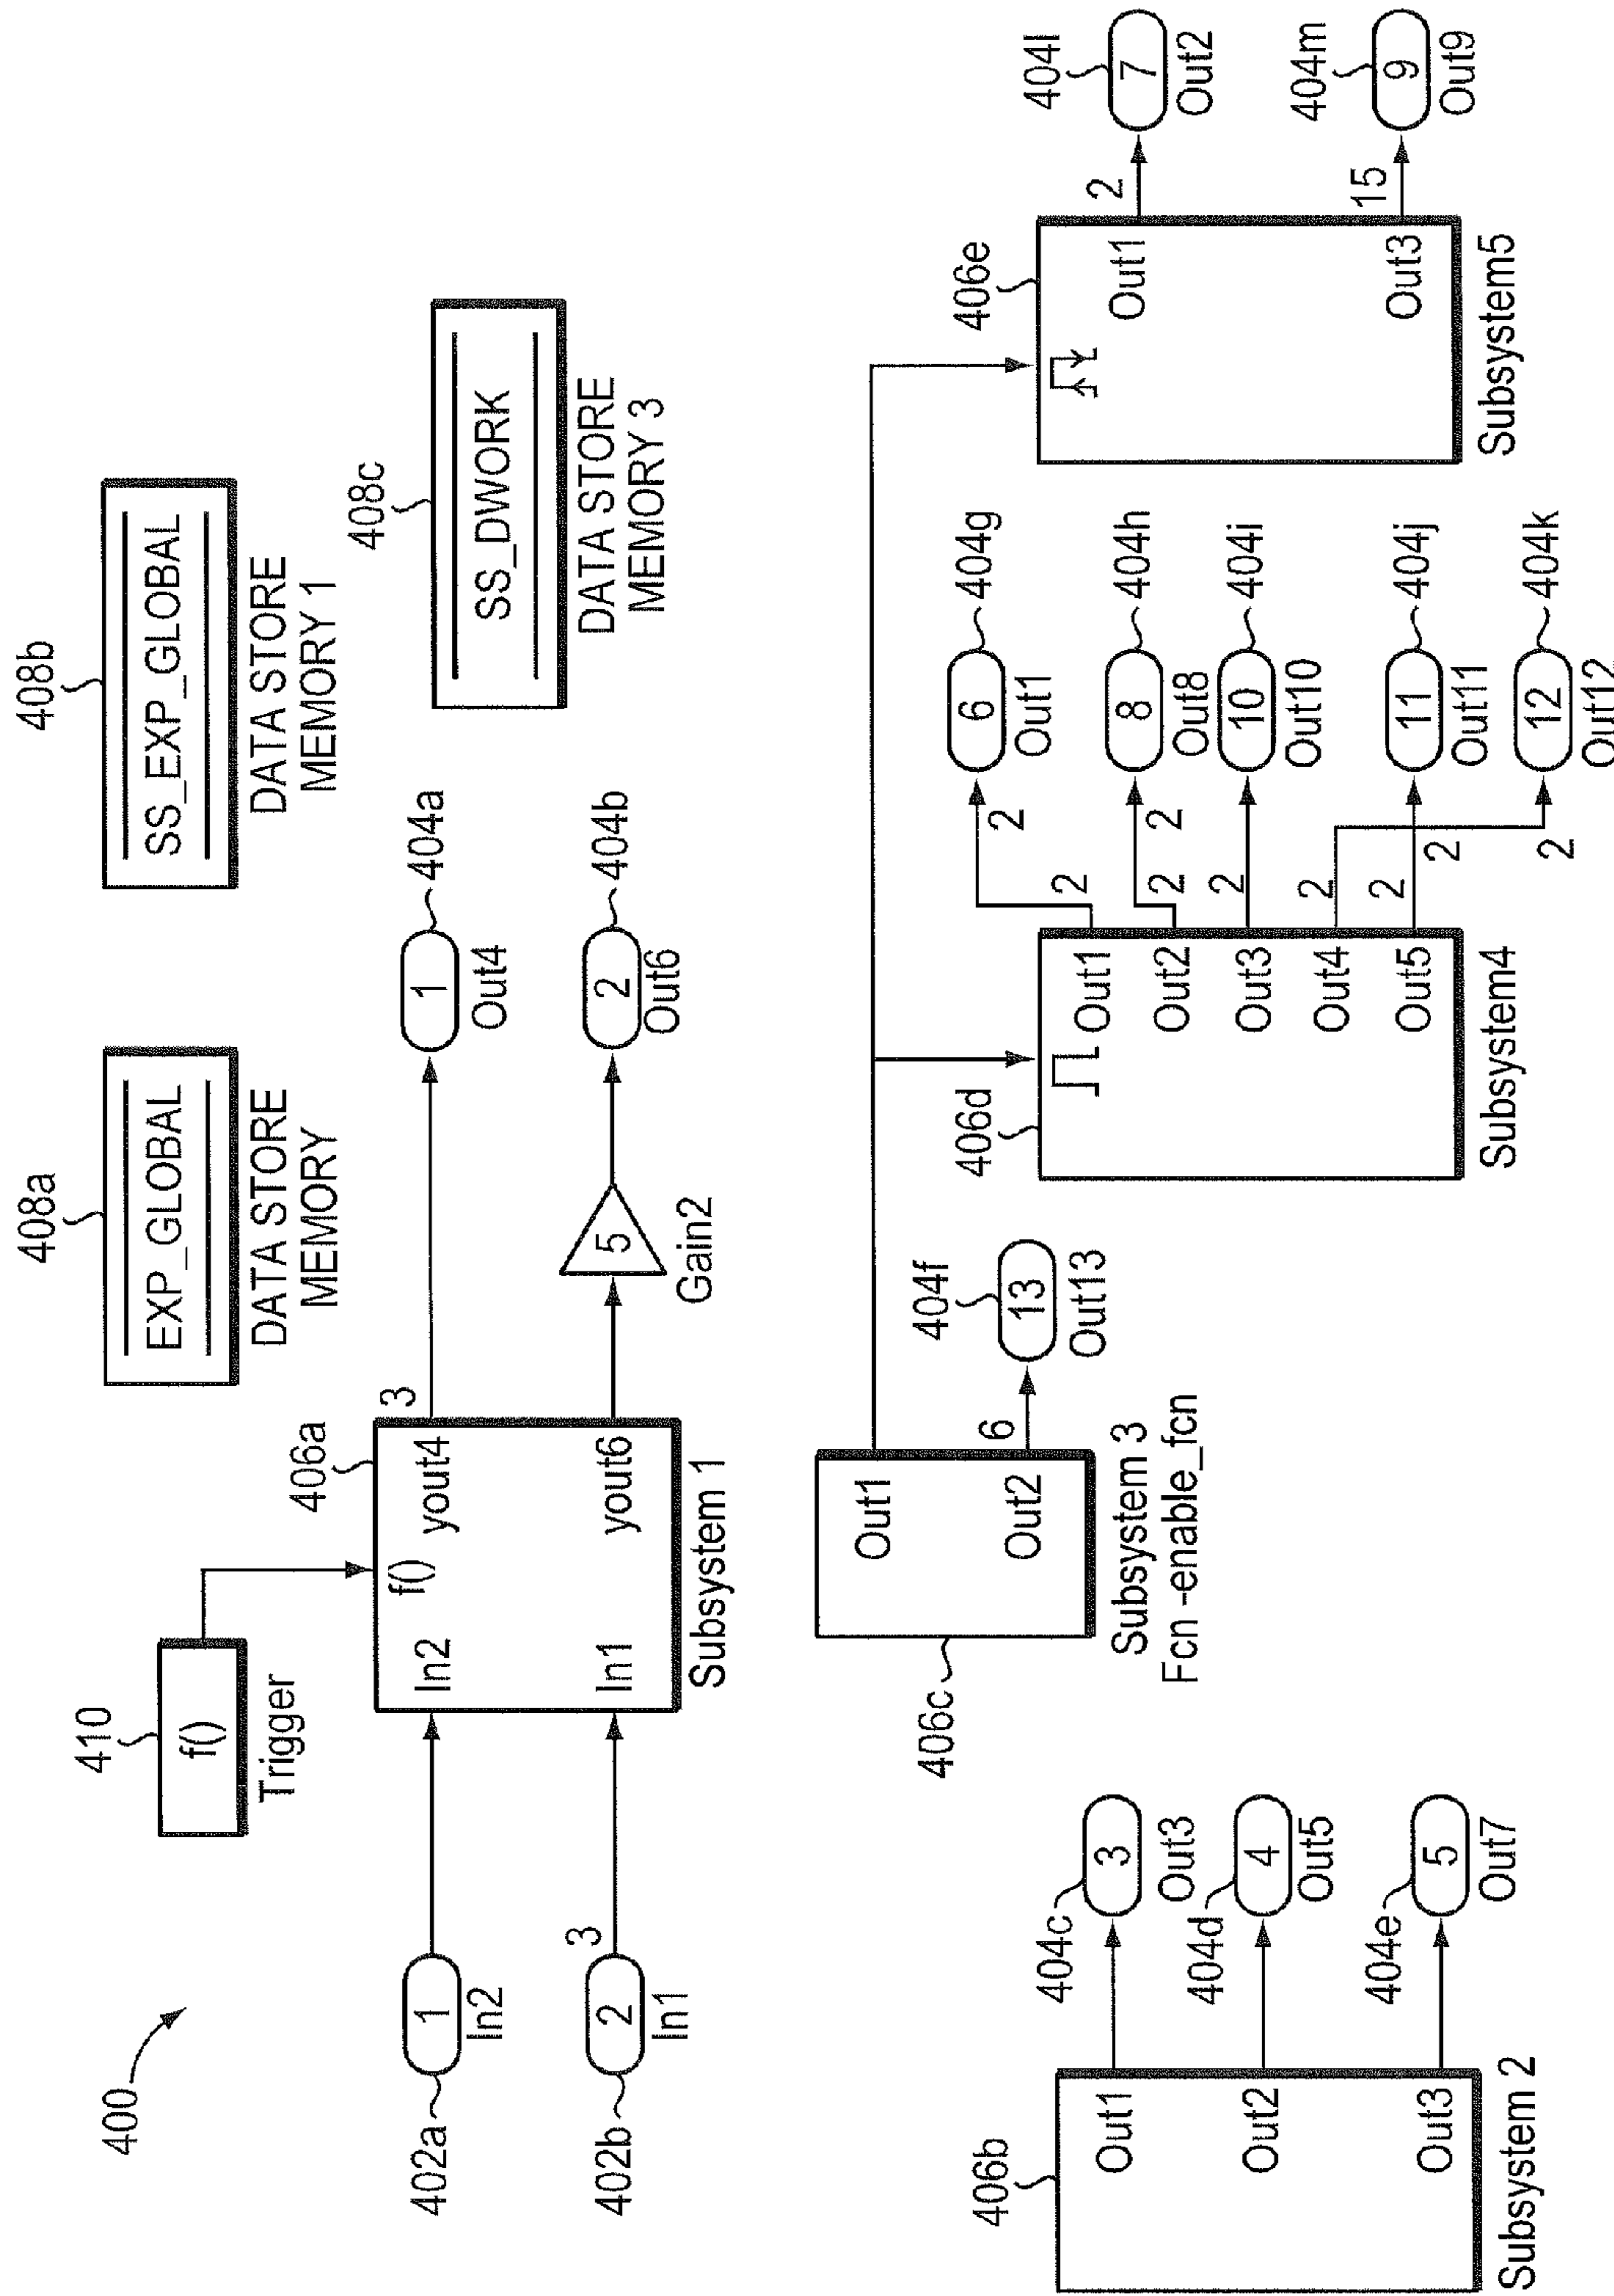 400
410
f()
Trigger
408a
EXP_GLOBAL
DATA STORE
MEMORY
408b
SS_EXP_GLOBAL
DATA STORE
MEMORY 1
408c
SS_DWORK
DATA STORE
MEMORY 3
402a
1
In2
402b
2
In1
3
406a
In2
f()
yout4
In1
yout6
Subsystem 1
3
404a
1
Out4
5
Gain2
404b
2
Out6
406b
Out1
Out2
Out3
Subsystem 2
404c
3
Out3
404d
4
Out5
404e
5
Out7
406c
Out1
Out2
Subsystem 3
Fcn -enable_fcn
6
404f
13
Out13
406d
Out1
Out2
Out3
Out4
Out5
Subsystem4
2
2
404g
6
Out1
2
2
404h
8
Out8
2
404i
10
Out10
2
2
404j
11
Out11
2
2
404k
12
Out12
406e
Out1
Out3
Subsystem5
2
404l
7
Out2
15
404m
9
Out9